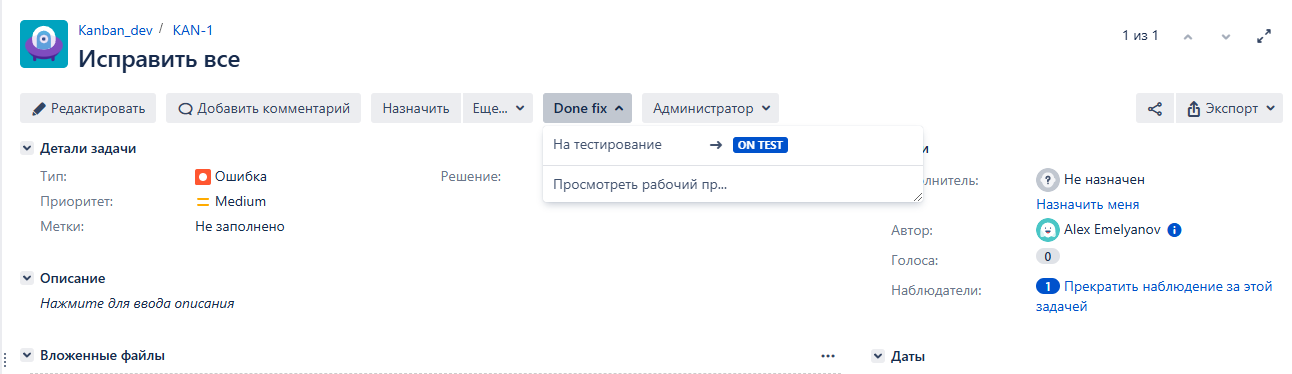 Kanban_dev / KAN-1
Исправить все
1 из 1
Редактировать Добавить комментарий Назначить Еще... Done fix Администратор Экспорт
На тестирование → ON TEST
Просмотреть рабочий пр...
Детали задачи
Тип: Ошибка
Приоритет: Medium
Метки: Не заполнено
Решение:
Не назначен
Назначить меня
Автор: Alex Emelyanov
Голоса: 0
Наблюдатели: 1 Прекратить наблюдение за этой
задачей
Описание
Нажмите для ввода описания
Вложенные файлы
Даты